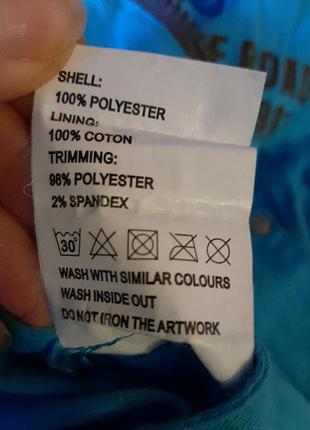 SHELL:
100% POLYESTER
LINING:
100% COTON
TRIMMING:
98% POLYESTER
2% SPANDEX
30°
WASH WITH SIMILAR COLOURS
WASH INSIDE OUT
DO NOT IRON THE ARTWORK